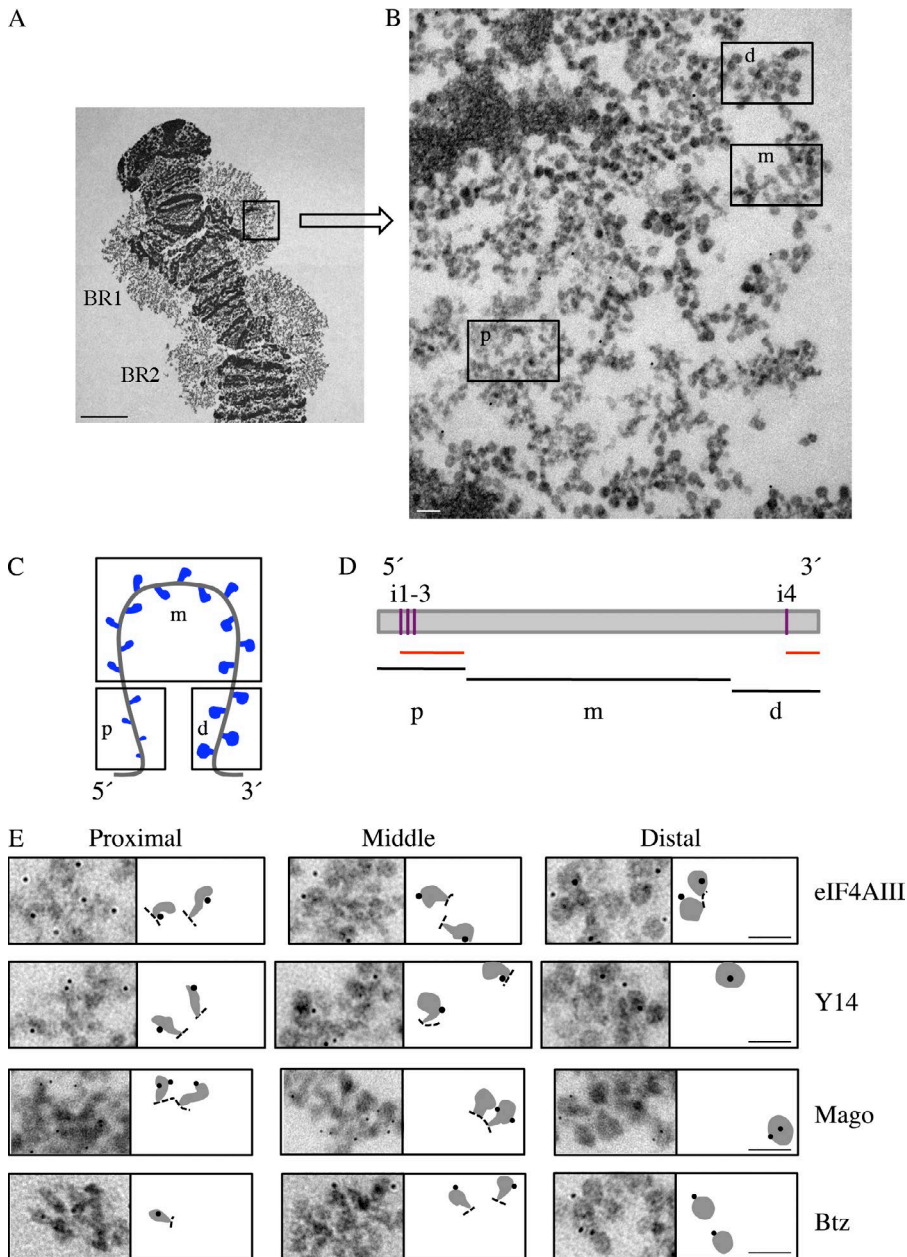 A
B
d
m
p
BR1
BR2
C
m
p
d
5´ 3´
D
5´ 3´
i1-3 i4
p m d
E
Proximal Middle Distal
eIF4AIII
Y14
Mago
Btz